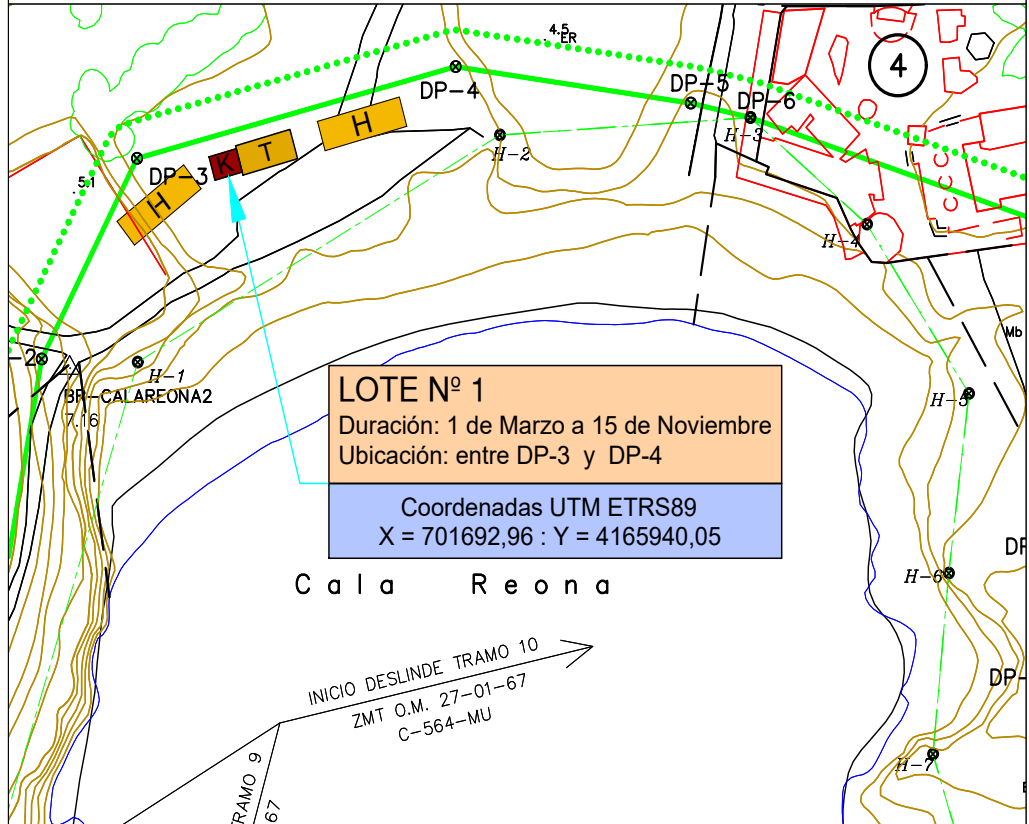 .4.5
ER
4
DP-4
DP-5
DP-6
H
H-2
H-3
K
T
DP-3
.5.1
H
H-4
-2
H-1
BR-CALAREONA2
7.16
Mb
LOTE Nº 1
Duración: 1 de Marzo a 15 de Noviembre
Ubicación: entre DP-3 y DP-4
H-5
Coordenadas UTM ETRS89
X = 701692,96 : Y = 4165940,05
DP
H-6
Cala Reona
INICIO DESLINDE TRAMO 10
ZMT O.M. 27-01-67
C-564-MU
DP-
H-7
RAMO 9
67